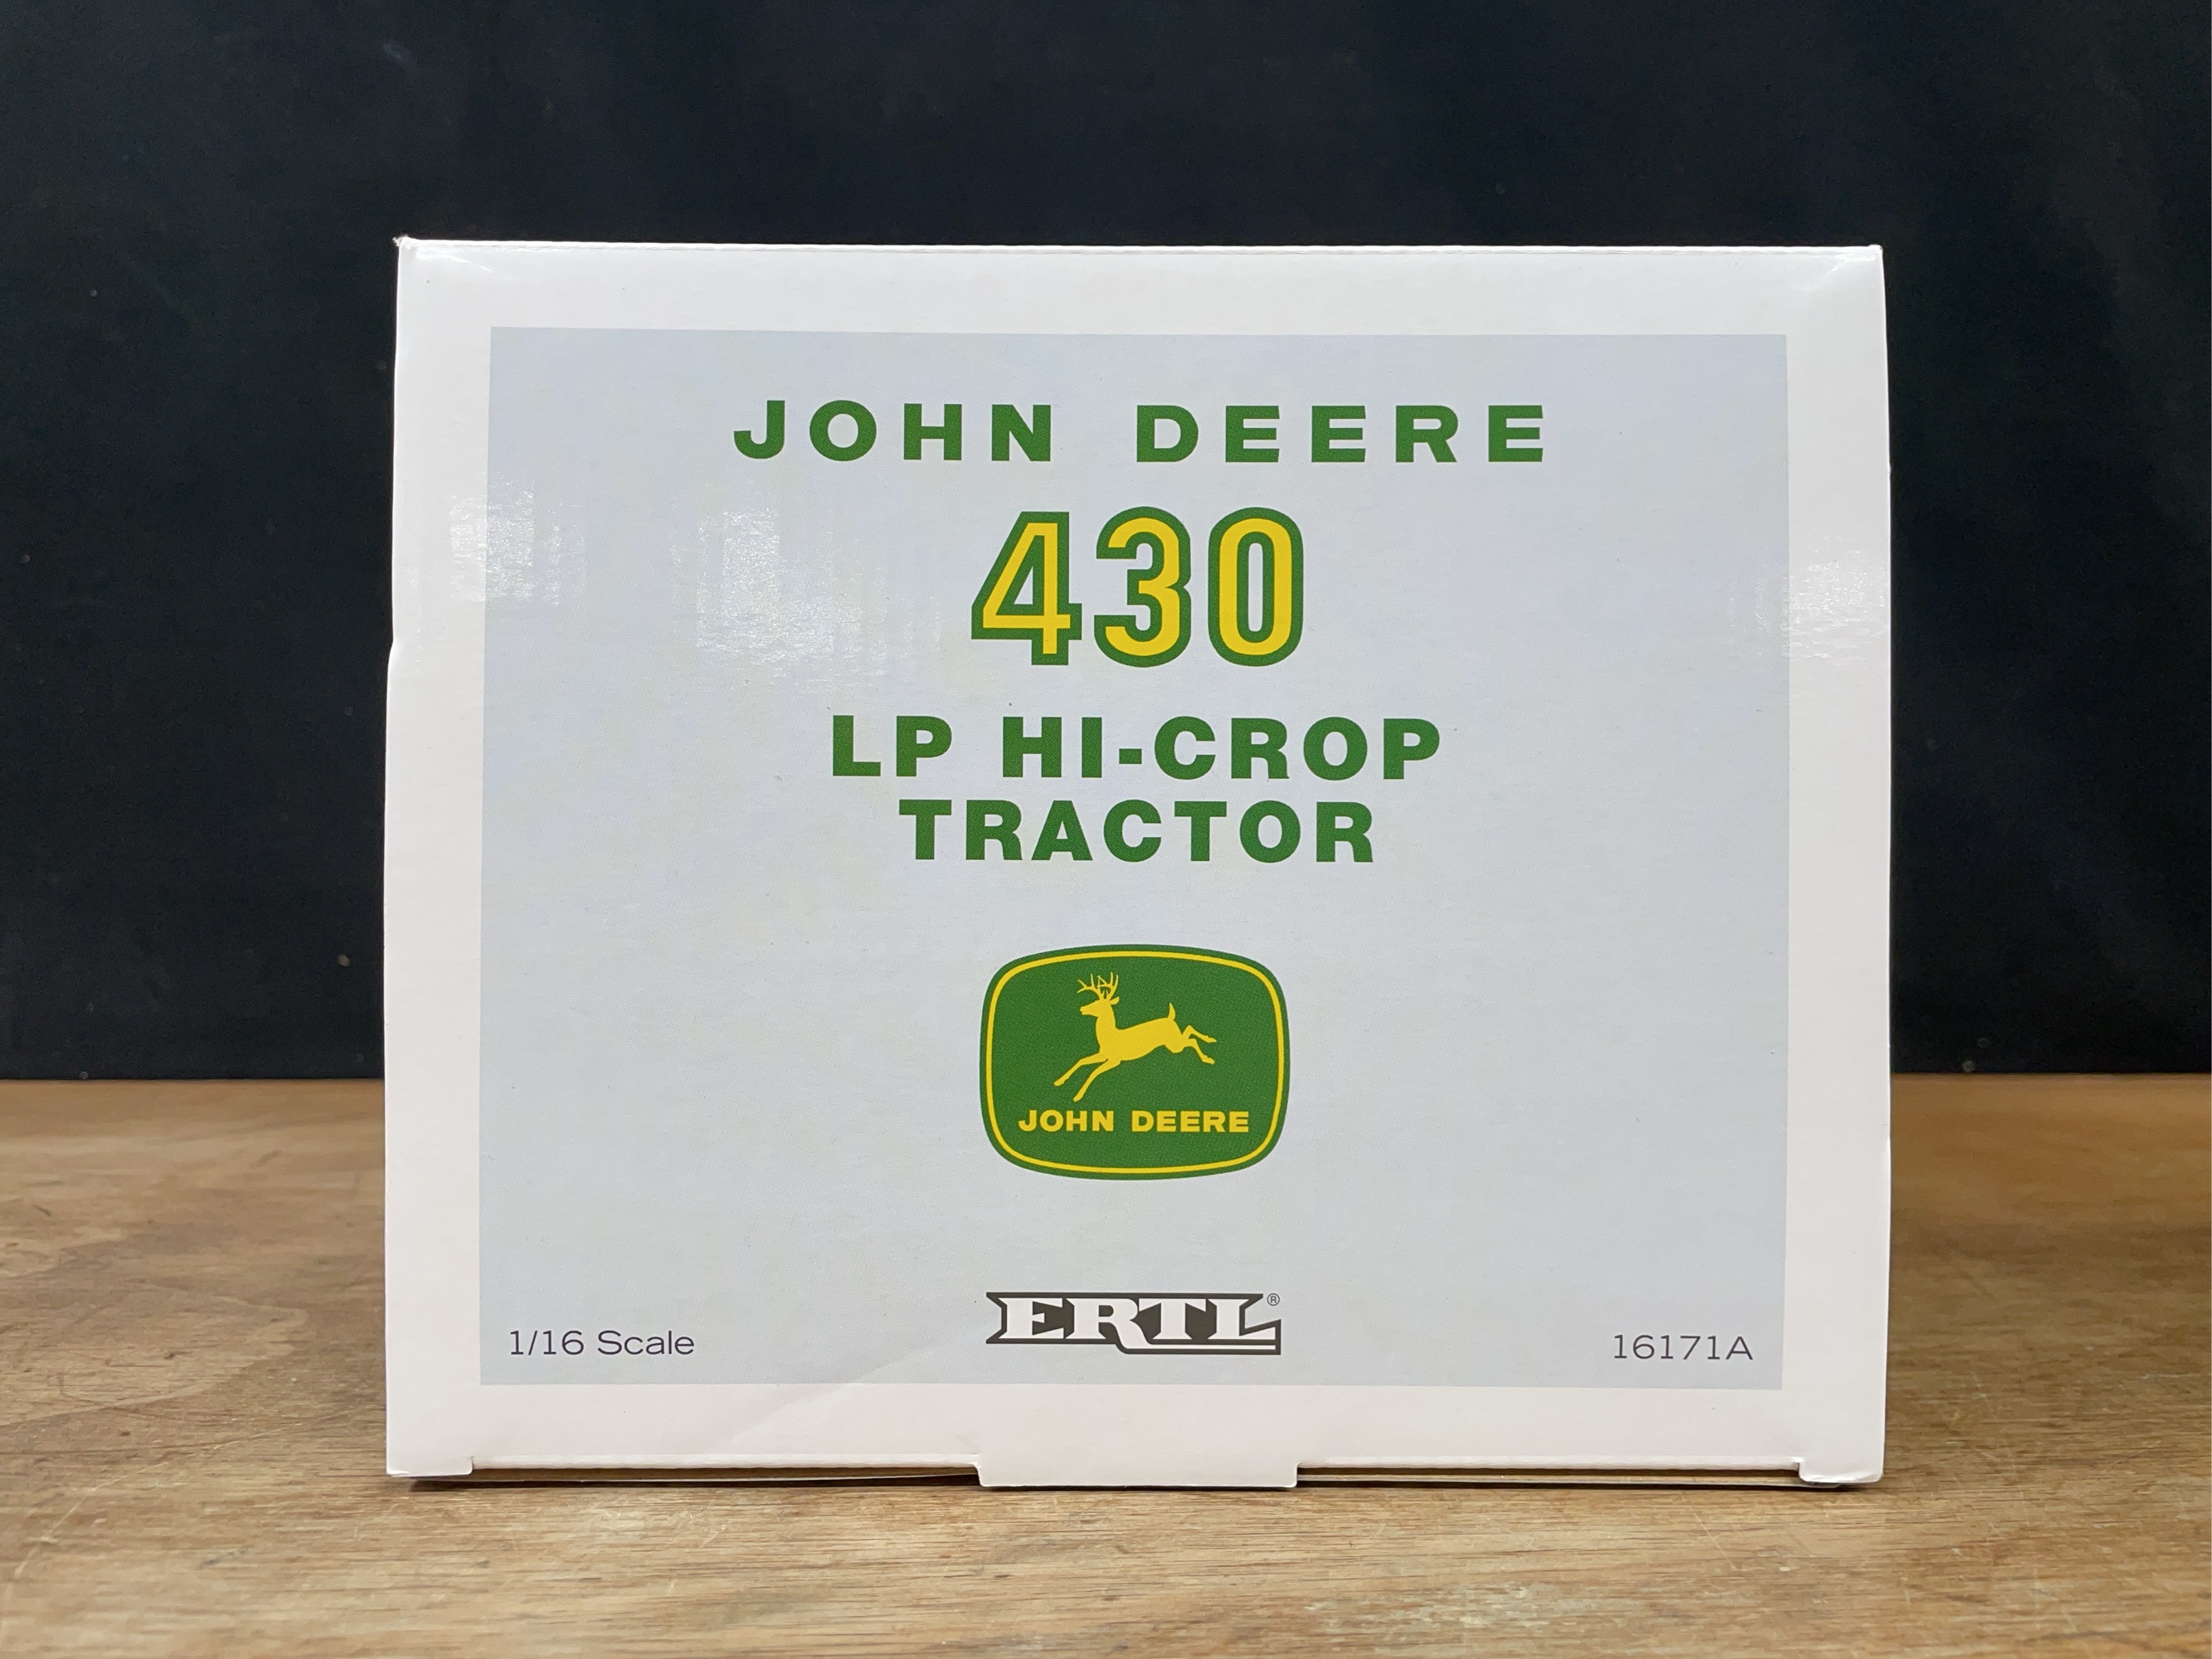 JOHN DEERE
430
LP HI-CROP
TRACTOR
JOHN DEERE
ERTL®
1/16 Scale
16171A